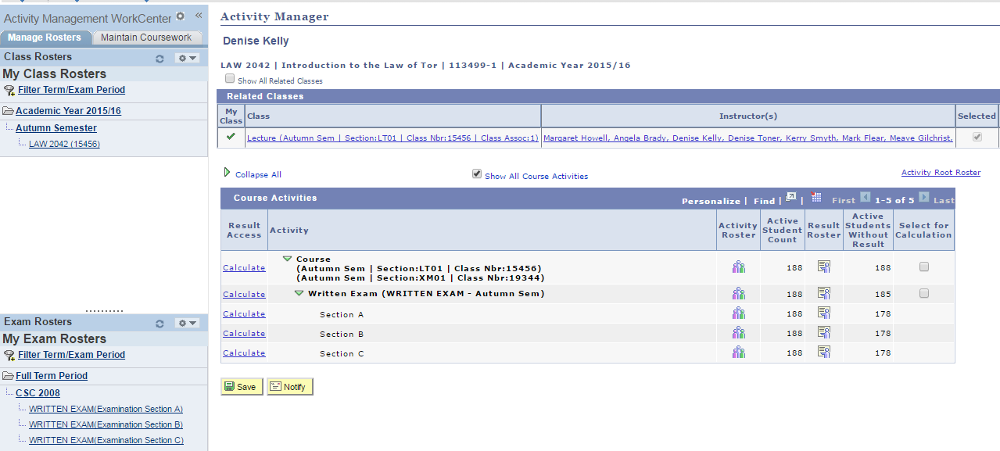 Activity Management WorkCenter
Manage Rosters
Maintain Coursework
Class Rosters
My Class Rosters
Filter Term/Exam Period
Academic Year 2015/16
Autumn Semester
LAW 2042 (15456)
Exam Rosters
My Exam Rosters
Filter Term/Exam Period
Full Term Period
CSC 2008
WRITTEN EXAM(Examination Section A)
WRITTEN EXAM(Examination Section B)
WRITTEN EXAM(Examination Section C)
Activity Manager
Denise Kelly
LAW 2042 | Introduction to the Law of Tor | 113499-1 | Academic Year 2015/16
Show All Related Classes
Related Classes
My Class
Class
Instructor(s)
Selected
Lecture (Autumn Sem | Section:LT01 | Class Nbr:15456 | Class Assoc:1)
Margaret Howell, Angela Brady, Denise Kelly, Denise Toner, Kerry Smyth, Mark Flear, Meave Gilchrist,
Collapse All
Show All Course Activities
Activity Root Roster
Course Activities
Personalize | Find | |
First 1-5 of 5 Last
Result Access
Activity
Activity Roster
Active Student Count
Result Roster
Active Students Without Result
Select for Calculation
Calculate
Course
(Autumn Sem | Section:LT01 | Class Nbr:15456)
(Autumn Sem | Section:XM01 | Class Nbr:19344)
188
188
Calculate
Written Exam (WRITTEN EXAM - Autumn Sem)
188
185
Calculate
Section A
188
178
Calculate
Section B
188
178
Calculate
Section C
188
178
Save
Notify